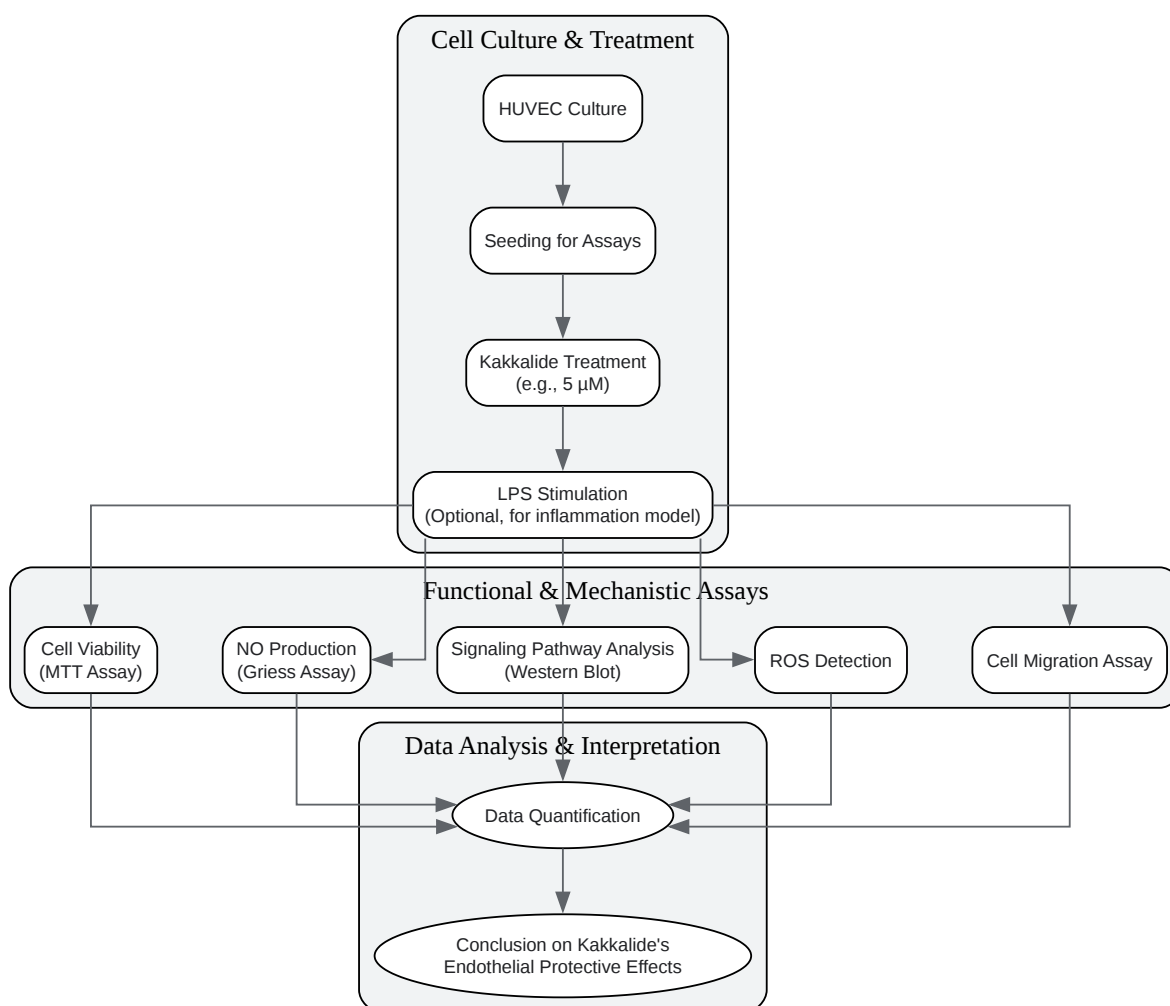 Cell Culture & Treatment
HUVEC Culture
Seeding for Assays
Kakkalide Treatment
(e.g., 5 µM)
LPS Stimulation
(Optional, for inflammation model)
Functional & Mechanistic Assays
Cell Viability
(MTT Assay)
NO Production
(Griess Assay)
Signaling Pathway Analysis
(Western Blot)
ROS Detection
Cell Migration Assay
Data Analysis & Interpretation
Data Quantification
Conclusion on Kakkalide's
Endothelial Protective Effects